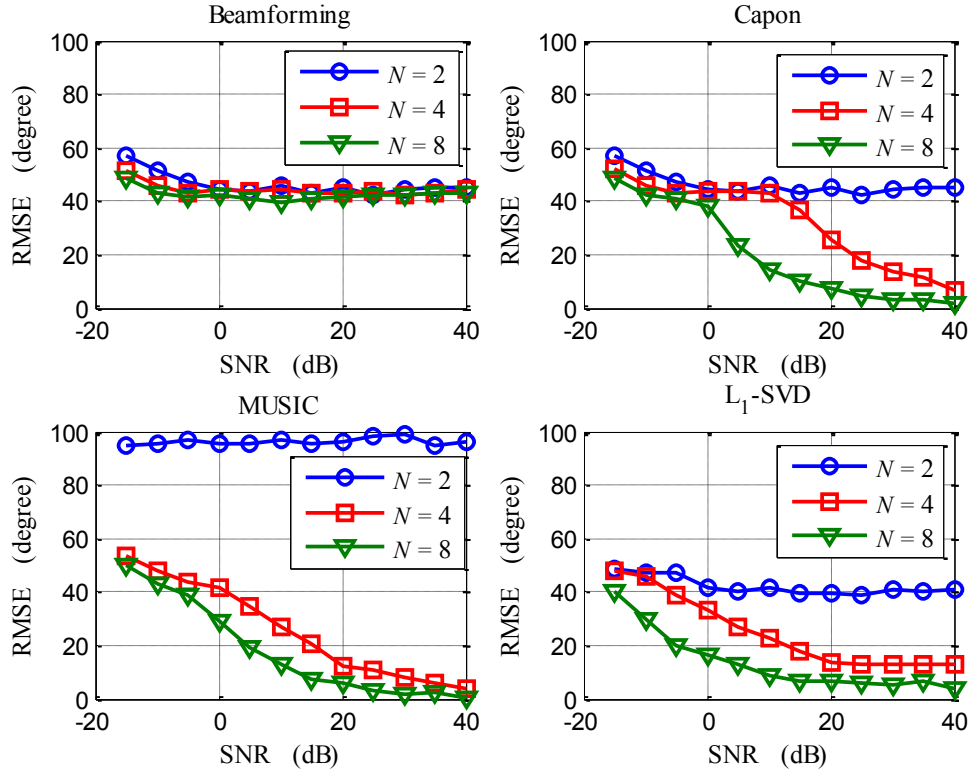 Beamforming
100
80
60
40
20
0
-20
0
20
40
RMSE (degree)
SNR (dB)
N = 2
N = 4
N = 8
Capon
100
80
60
40
20
0
-20
0
20
40
RMSE (degree)
SNR (dB)
N = 2
N = 4
N = 8
MUSIC
100
80
60
40
20
0
-20
0
20
40
RMSE (degree)
SNR (dB)
N = 2
N = 4
N = 8
L1-SVD
100
80
60
40
20
0
-20
0
20
40
RMSE (degree)
SNR (dB)
N = 2
N = 4
N = 8